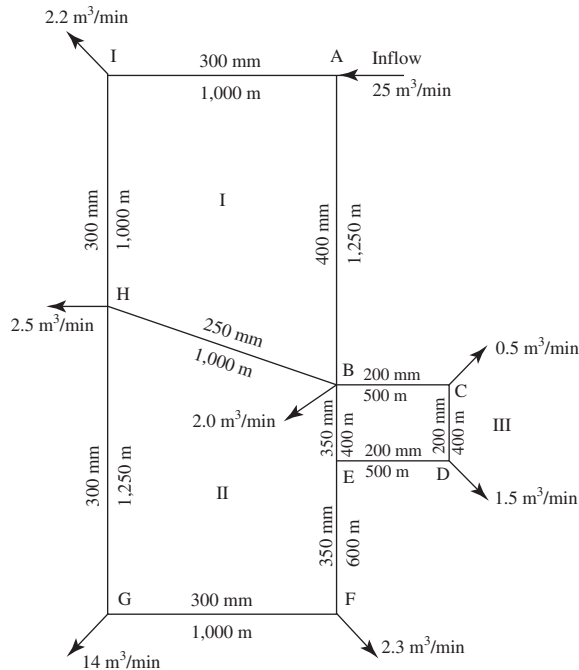 2.2 m³/min
I
300 mm
1,000 m
A
Inflow
25 m³/min
300 mm
1,000 m
I
400 mm
1,250 m
H
2.5 m³/min
250 mm
1,000 m
B
2.0 m³/min
200 mm
500 m
0.5 m³/min
C
350 mm
400 m
200 mm
400 m
III
200 mm
500 m
E
D
1.5 m³/min
300 mm
1,250 m
II
350 mm
600 m
G
300 mm
1,000 m
F
14 m³/min
2.3 m³/min